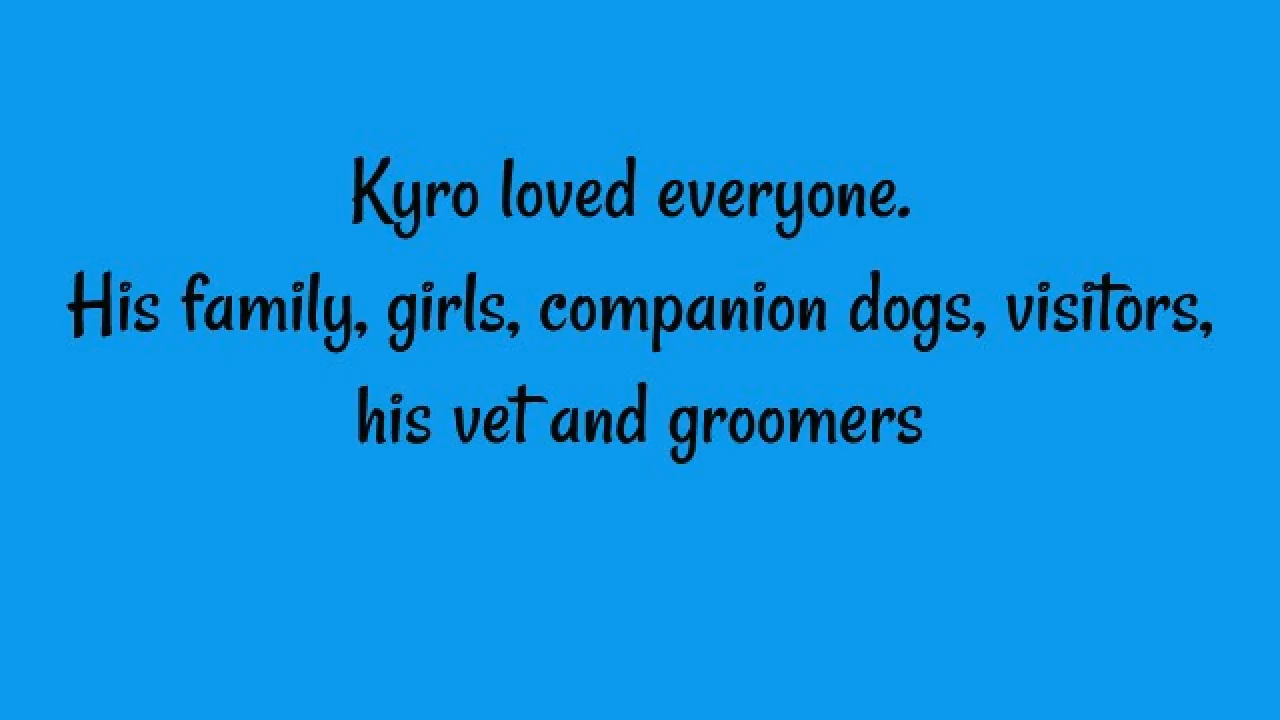 Kyro loved everyone.
His family, girls, companion dogs, visitors,
his vet and groomers